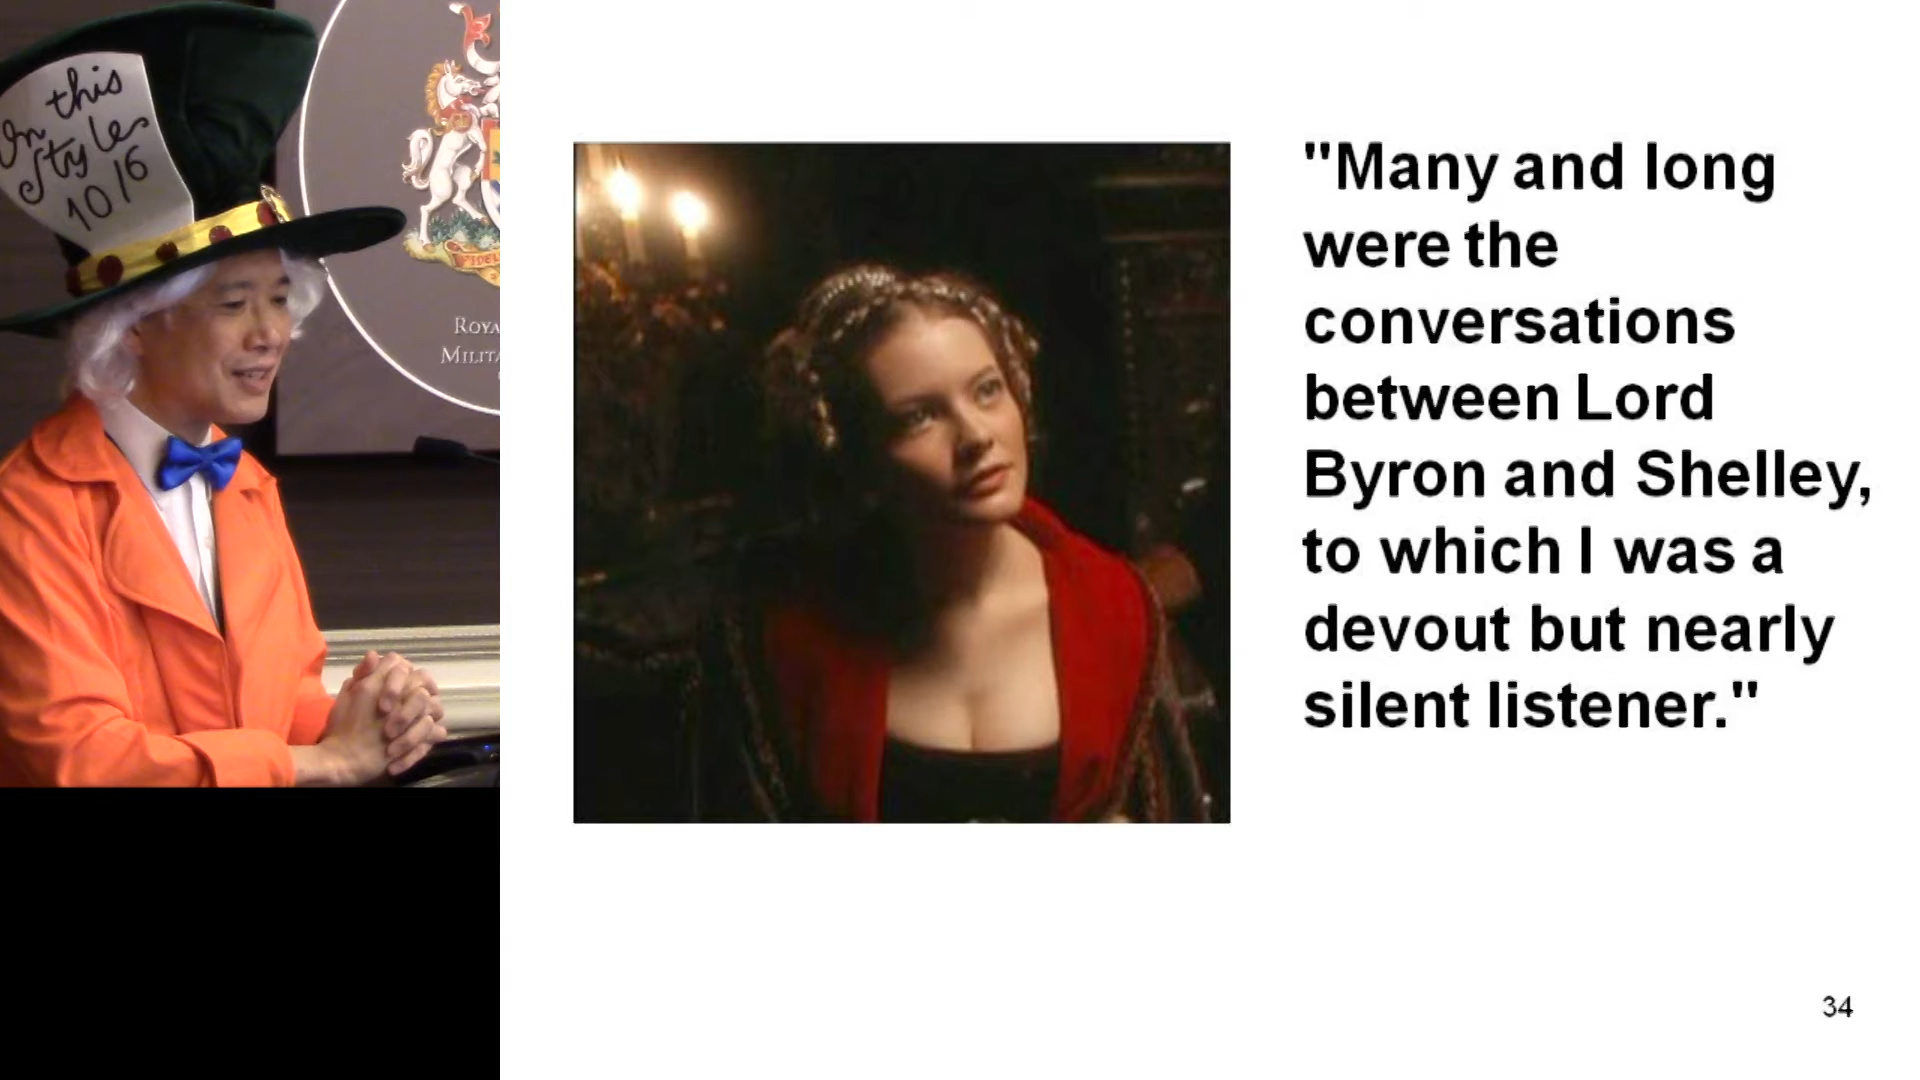 In this
Style
10/6
ROYA
MILITA
"Many and long
were the
conversations
between Lord
Byron and Shelley,
to which I was a
devout but nearly
silent listener."
34